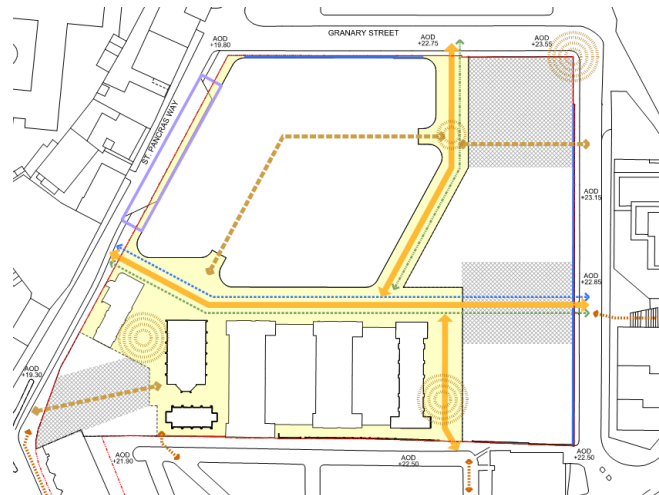 GRANARY STREET
AOD
+19.80
AOD
+22.75
AOD
+23.55
ST. PANCRAS WAY
AOD
+23.15
AOD
+22.85
AOD
+19.30
AOD
+21.90
AOD
+22.50
AOD
+22.50